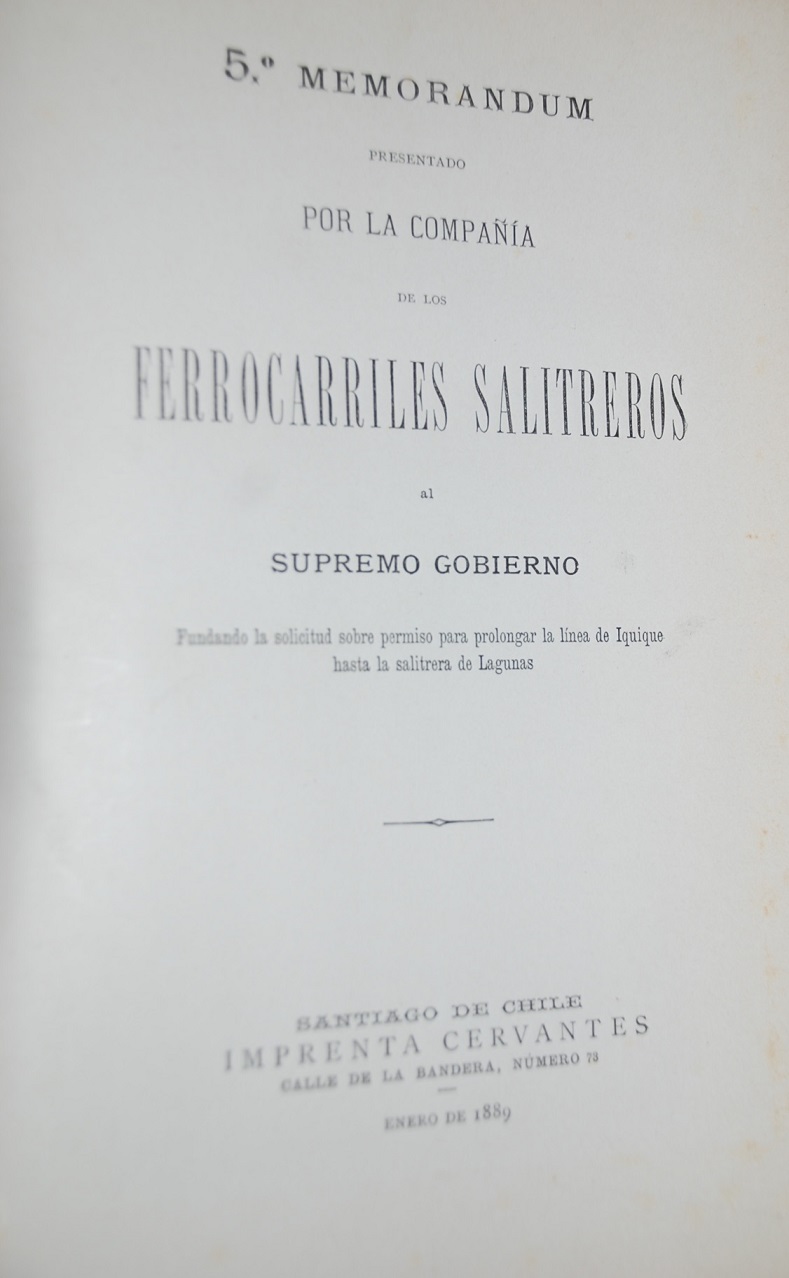 5.º MEMORANDUM
PRESENTADO
POR LA COMPAÑÍA
DE LOS
FERROCARRILES SALITREROS
al
SUPREMO GOBIERNO
Fundando la solicitud sobre permiso para prolongar la línea de Iquique
hasta la salitrera de Lagunas
SANTIAGO DE CHILE
IMPRENTA CERVANTES
CALLE DE LA BANDERA, NÚMERO 73
ENERO DE 1889